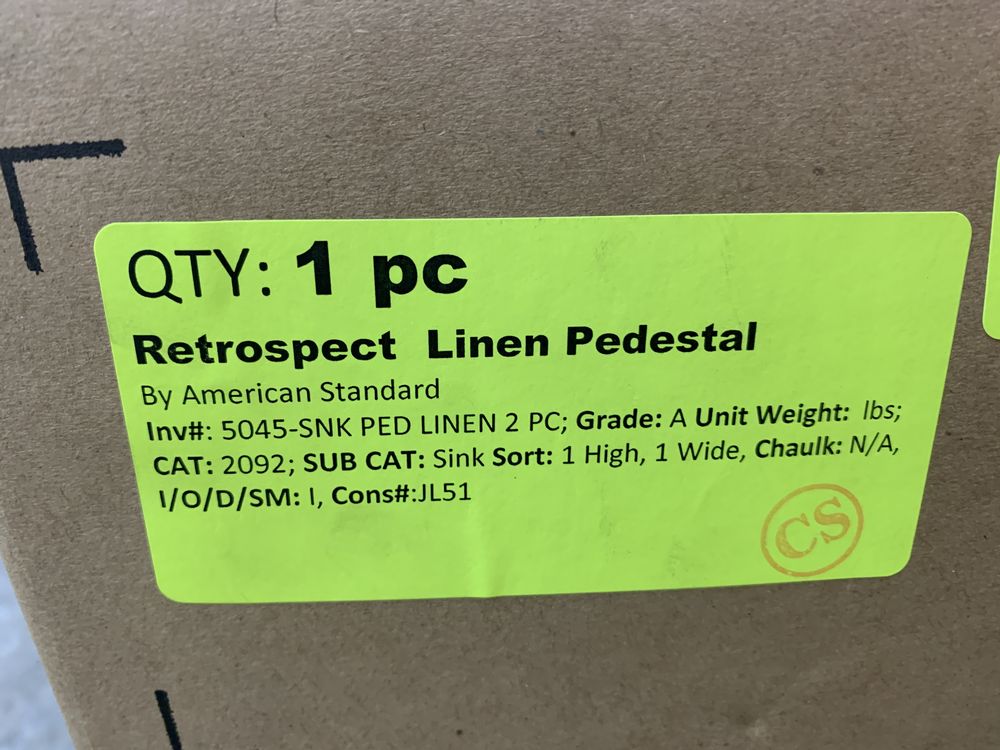 QTY: 1 pc
Retrospect Linen Pedestal
By American Standard
Inv#: 5045-SNK PED LINEN 2 PC; Grade: A Unit Weight: lbs;
CAT: 2092; SUB CAT: Sink Sort: 1 High, 1 Wide, Chaulk: N/A,
I/O/D/SM: I, Cons#:JL51
CS